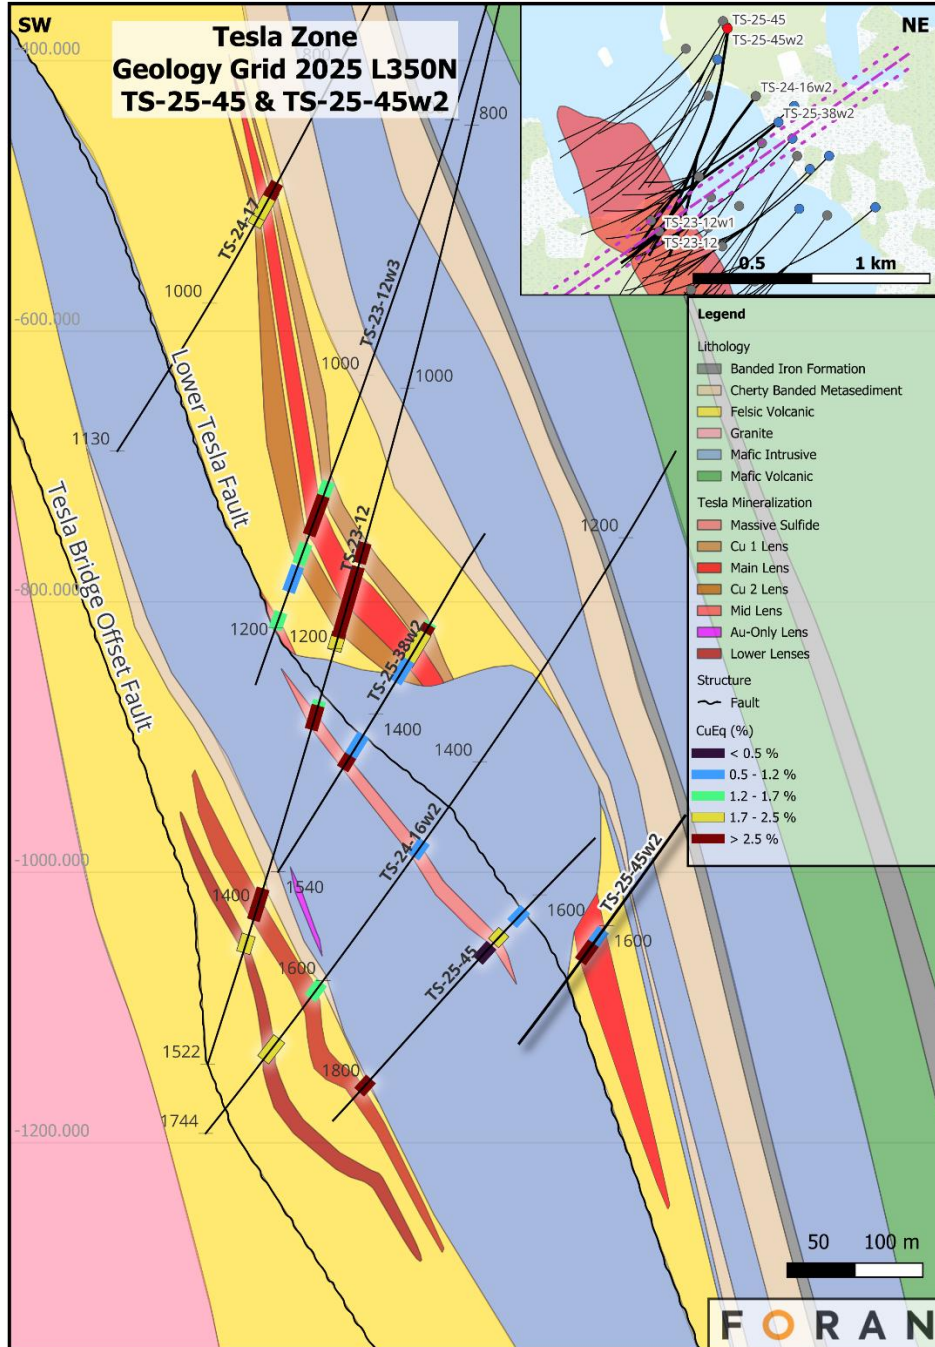 SW
NE
Tesla Zone
Geology Grid 2025 L350N
TS-25-45 & TS-25-45w2
TS-25-45
TS-25-45w2
TS-24-16w2
TS-25-38w2
TS-23-12w1
TS-23-12
0.5 1 km
-400.000
800
TS-24-17
1000
-600.000
TS-23-12w3
1000
1000
Lower Tesla Fault
1130
Tesla Bridge Offset Fault
1200
TS-23-12
-800.000
1200
1200
TS-25-38w2
1400
1400
TS-24-16w2
-1000.000
1400
1540
1600
1600
TS-25-45w2
TS-25-45
1600
1522
1800
1744
-1200.000
Legend
Lithology
Banded Iron Formation
Cherty Banded Metasediment
Felsic Volcanic
Granite
Mafic Intrusive
Mafic Volcanic
Tesla Mineralization
Massive Sulfide
Cu 1 Lens
Main Lens
Cu 2 Lens
Mid Lens
Au-Only Lens
Lower Lenses
Structure
Fault
CuEq (%)
< 0.5 %
0.5 - 1.2 %
1.2 - 1.7 %
1.7 - 2.5 %
> 2.5 %
50 100 m
FORAN